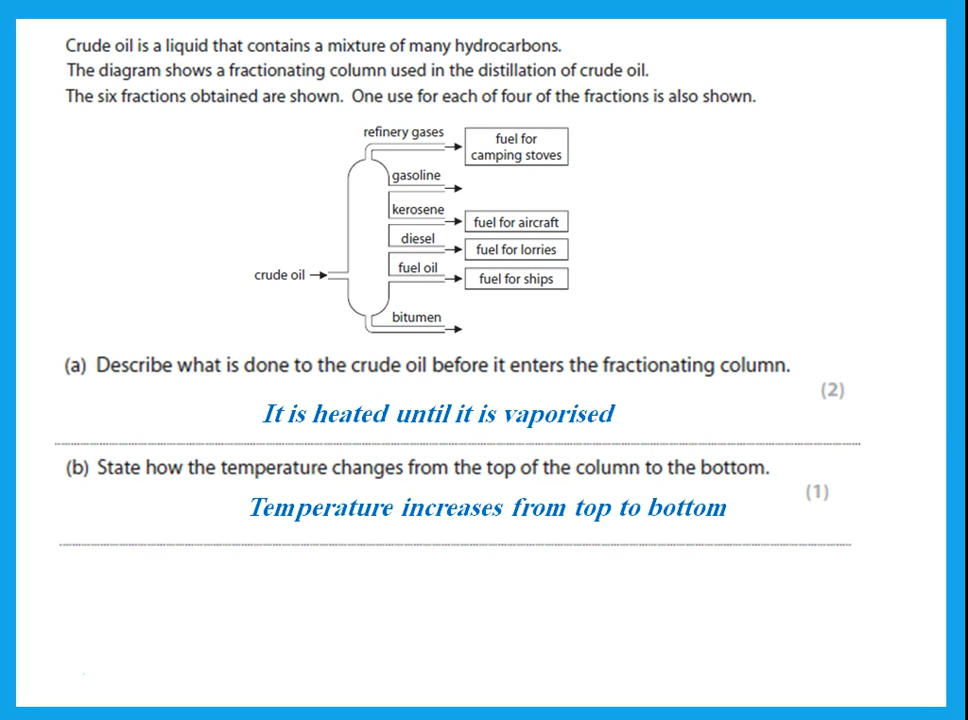 Crude oil is a liquid that contains a mixture of many hydrocarbons.
The diagram shows a fractionating column used in the distillation of crude oil.
The six fractions obtained are shown. One use for each of four of the fractions is also shown.
refinery gases
fuel for
camping stoves
gasoline
kerosene
fuel for aircraft
diesel
fuel for lorries
fuel oil
fuel for ships
crude oil
bitumen
(a) Describe what is done to the crude oil before it enters the fractionating column.
(2)
It is heated until it is vaporised
(b) State how the temperature changes from the top of the column to the bottom.
(1)
Temperature increases from top to bottom